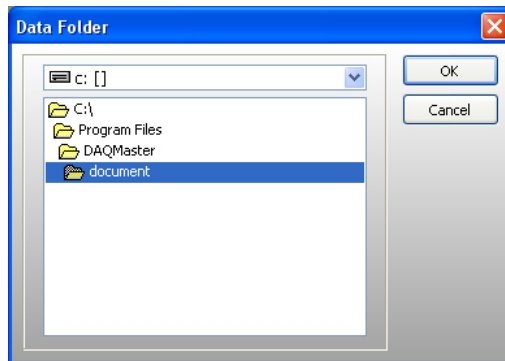 Data Folder
c: []
OK
C:\
Cancel
Program Files
DAQMaster
document